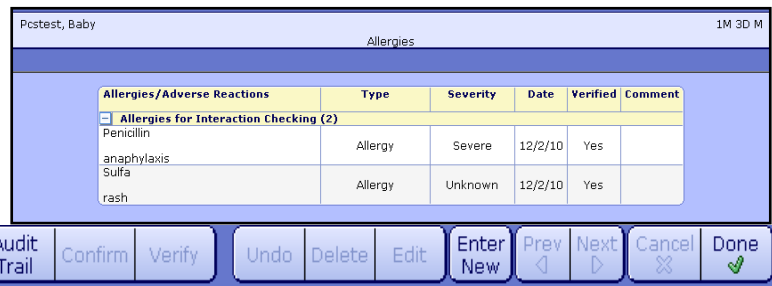 Pcstest, Baby 1M 3D M
Allergies
Allergies/Adverse Reactions Type Severity Date Verified Comment
Allergies for Interaction Checking (2)
Penicillin
anaphylaxis Allergy Severe 12/2/10 Yes
Sulfa
rash Allergy Unknown 12/2/10 Yes
Audit Trail Confirm Verify Undo Delete Edit Enter New Prev Next Cancel Done